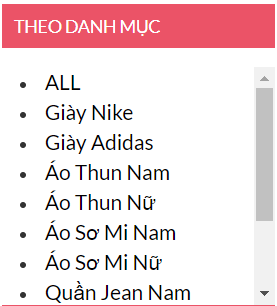 THEO DANH MỤC
ALL
Giày Nike
Giày Adidas
Áo Thun Nam
Áo Thun Nữ
Áo Sơ Mi Nam
Áo Sơ Mi Nữ
Quần Jean Nam